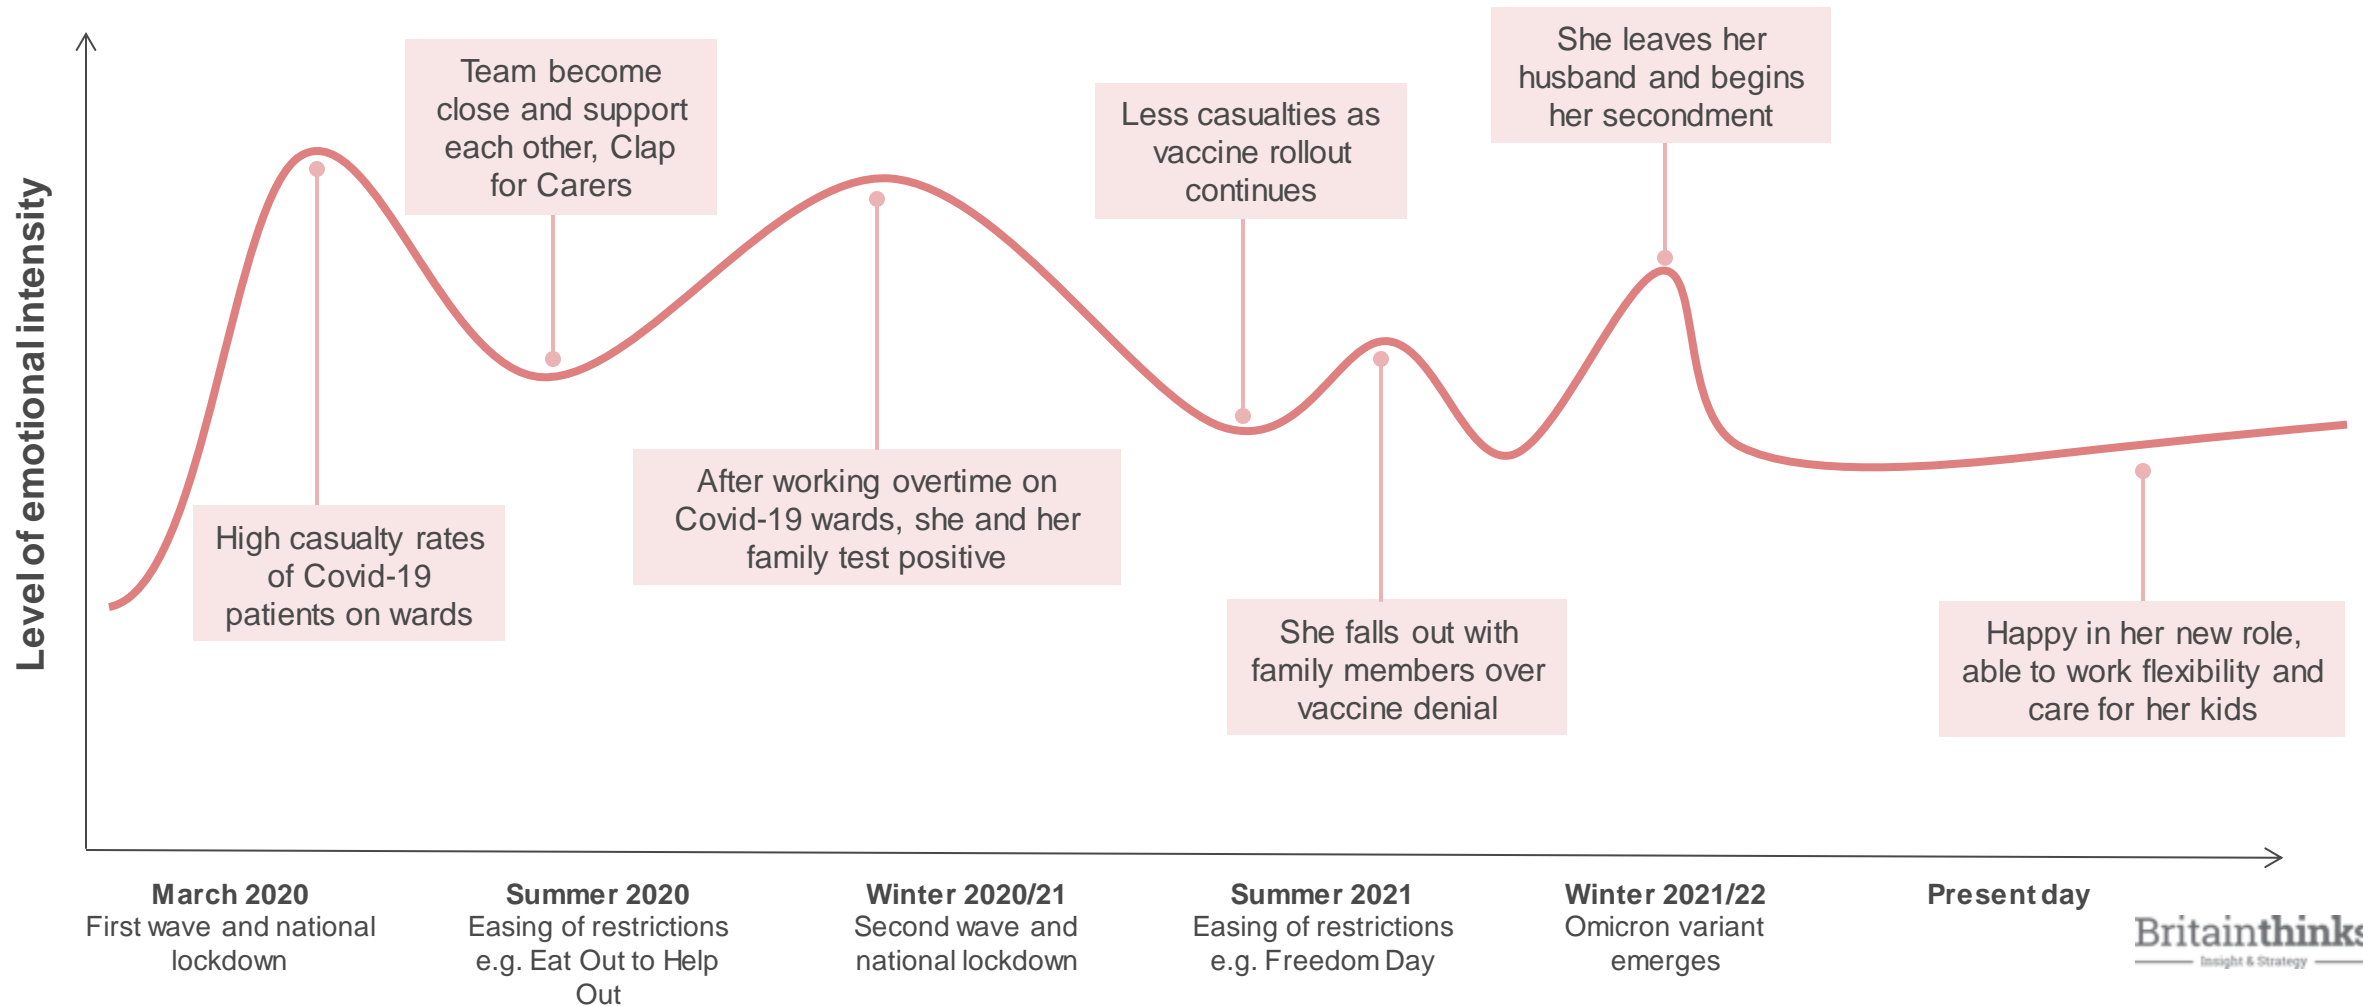 Level of emotional intensity
Team become
close and support
each other, Clap
for Carers
Less casualties as
vaccine rollout
continues
She leaves her
husband and begins
her secondment
High casualty rates
of Covid-19
patients on wards
After working overtime on
Covid-19 wards, she and her
family test positive
She falls out with
family members over
vaccine denial
Happy in her new role,
able to work flexibility and
care for her kids
March 2020
First wave and national
lockdown
Summer 2020
Easing of restrictions
e.g. Eat Out to Help
Out
Winter 2020/21
Second wave and
national lockdown
Summer 2021
Easing of restrictions
e.g. Freedom Day
Winter 2021/22
Omicron variant
emerges
Present day
Britainthinks
Insight & Strategy